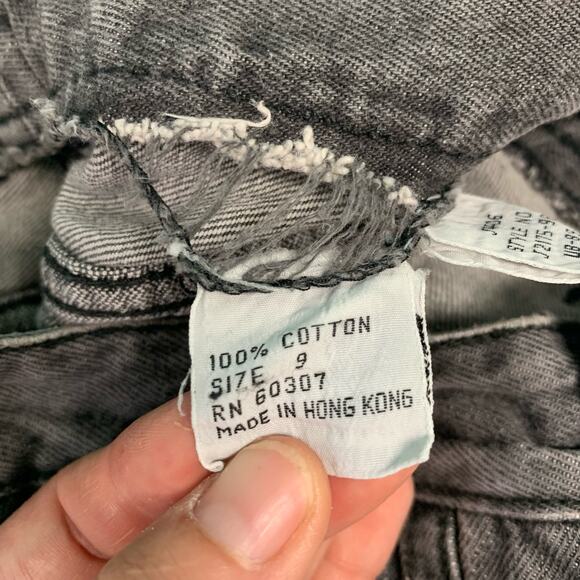 100% COTTON
SIZE 9
RN 60307
MADE IN HONG KONG
STYLE NO